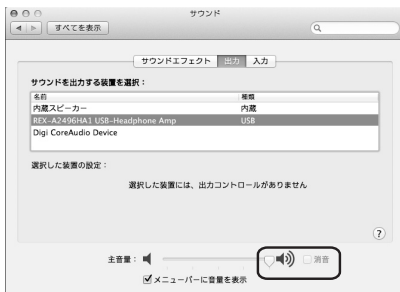 サウンド
すべてを表示
サウンドエフェクト 出力 入力
サウンドを出力する装置を選択：
名前 種類
内蔵スピーカー 内蔵
REX-A2496HA1 USB-Headphone Amp USB
Digi CoreAudio Device
選択した装置の設定：
選択した装置には、出力コントロールがありません
?
主音量： 消音
メニューバーに音量を表示